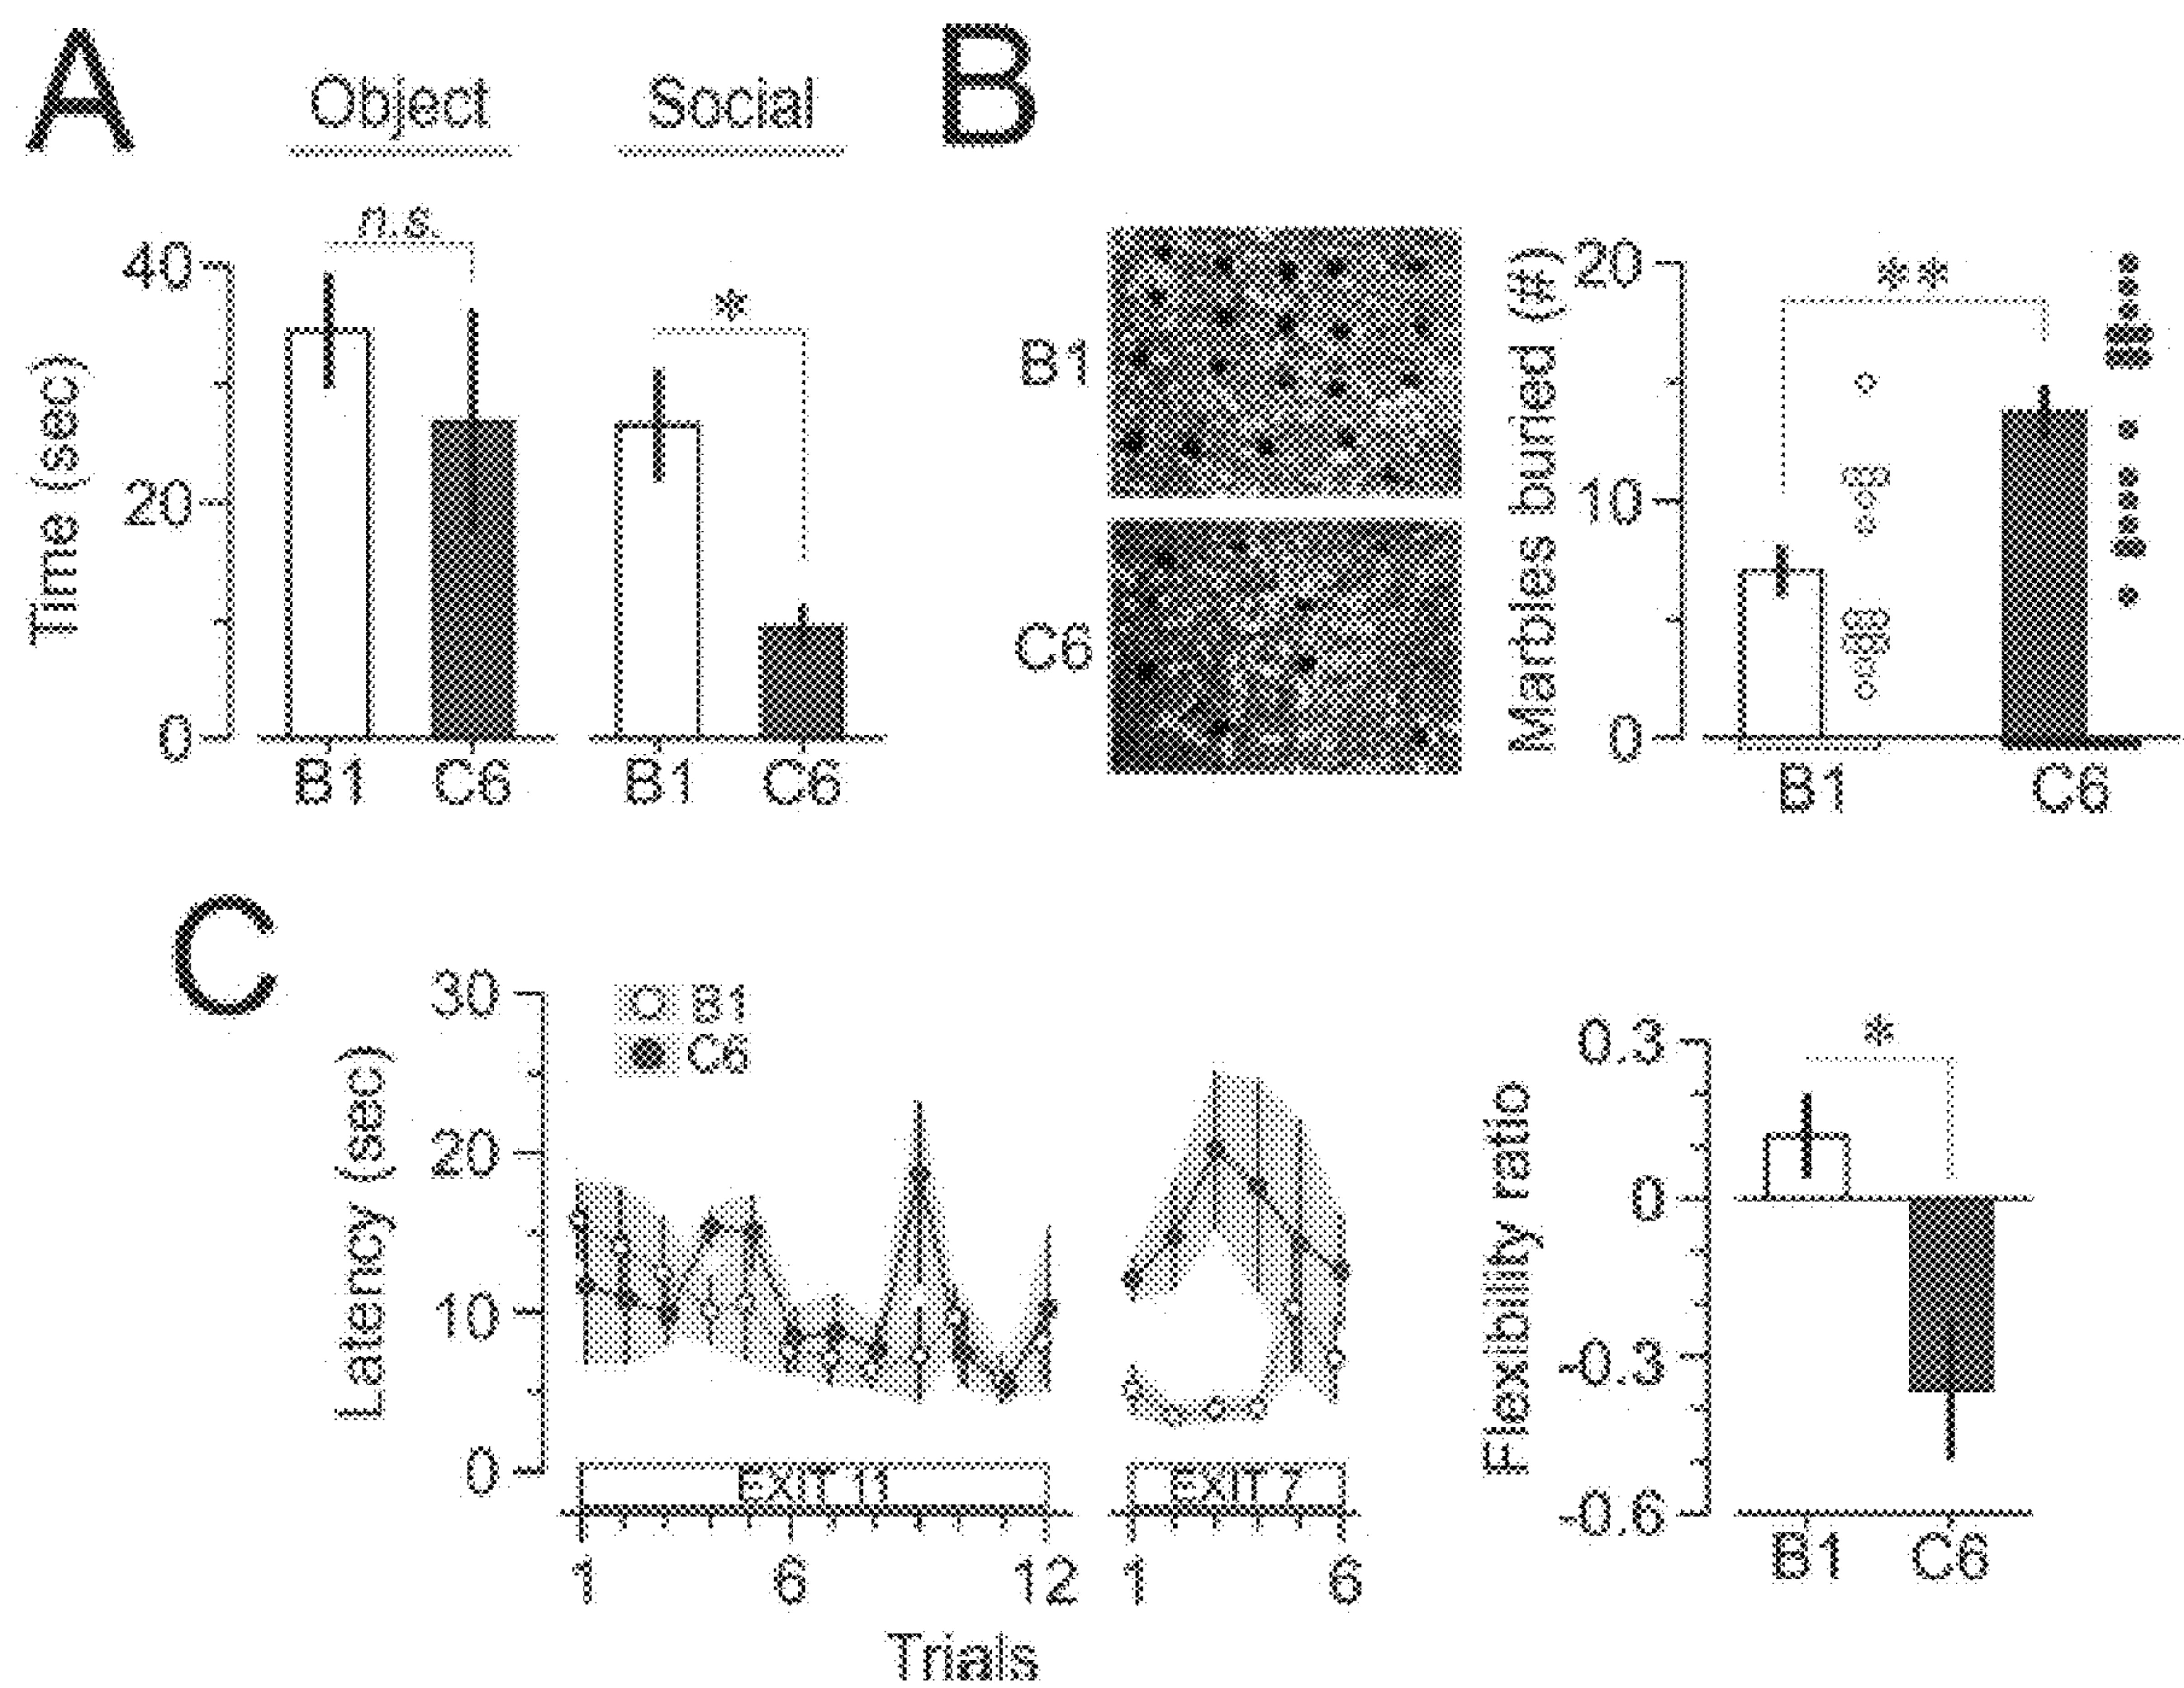 A
Object
Social
n.s.
*
Time (sec)
40
20
0
B1
C6
B1
C6
B
B1
C6
Marbles buried (#)
20
10
0
**
B1
C6
C
Latency (sec)
30
20
10
0
B1
C6
EXIT 11
EXIT 7
1
6
12
1
6
Trials
Flexibility ratio
0.3
0
-0.3
-0.6
*
B1
C6